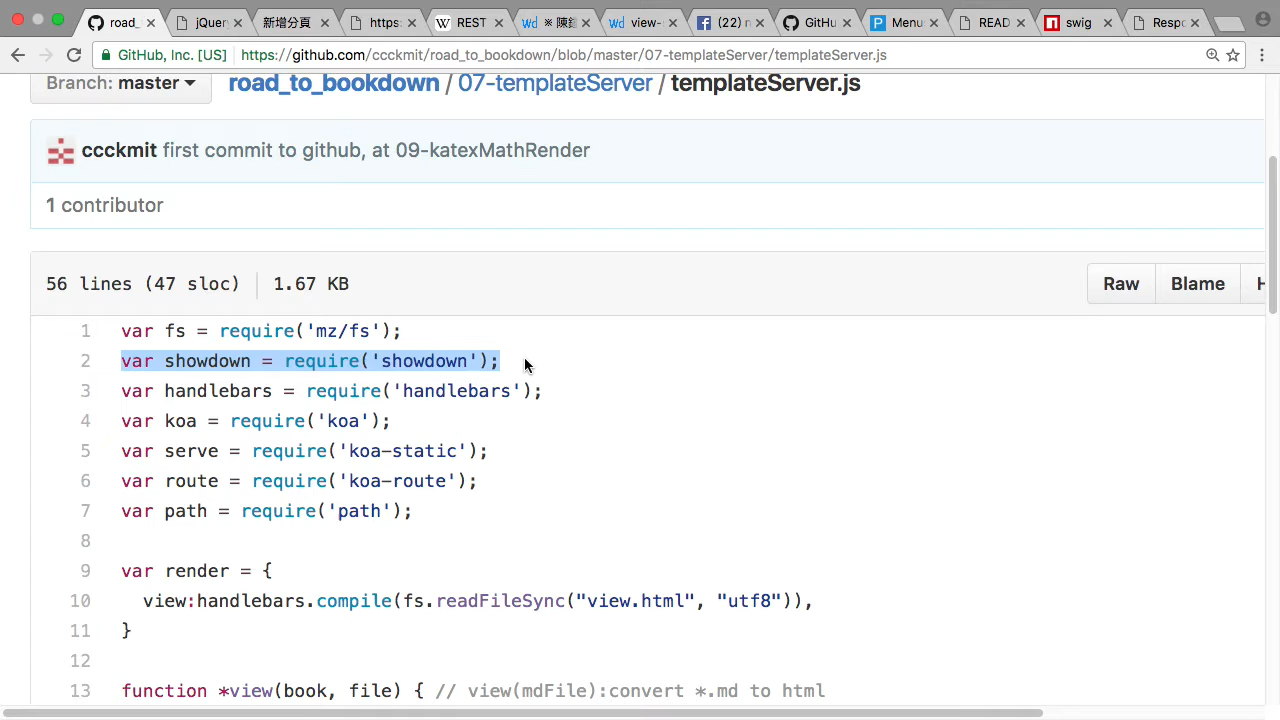 road_
jQuery
新增分頁
https:
REST
Wd ※ 陳鍾
Wd view-
(22)
GitHu
Menu
READ
swig
Respo
GitHub, Inc. [US] https://github.com/ccckmit/road_to_bookdown/blob/master/07-templateServer/templateServer.js
Branch: master road_to_bookdown / 07-templateServer / templateServer.js
ccckmit first commit to github, at 09-katexMathRender
1 contributor
56 lines (47 sloc) 1.67 KB Raw Blame H
1 var fs = require('mz/fs');
2 var showdown = require('showdown');
3 var handlebars = require('handlebars');
4 var koa = require('koa');
5 var serve = require('koa-static');
6 var route = require('koa-route');
7 var path = require('path');
8
9 var render = {
10 view:handlebars.compile(fs.readFileSync("view.html", "utf8")),
11 }
12
13 function *view(book, file) { // view(mdFile):convert *.md to html